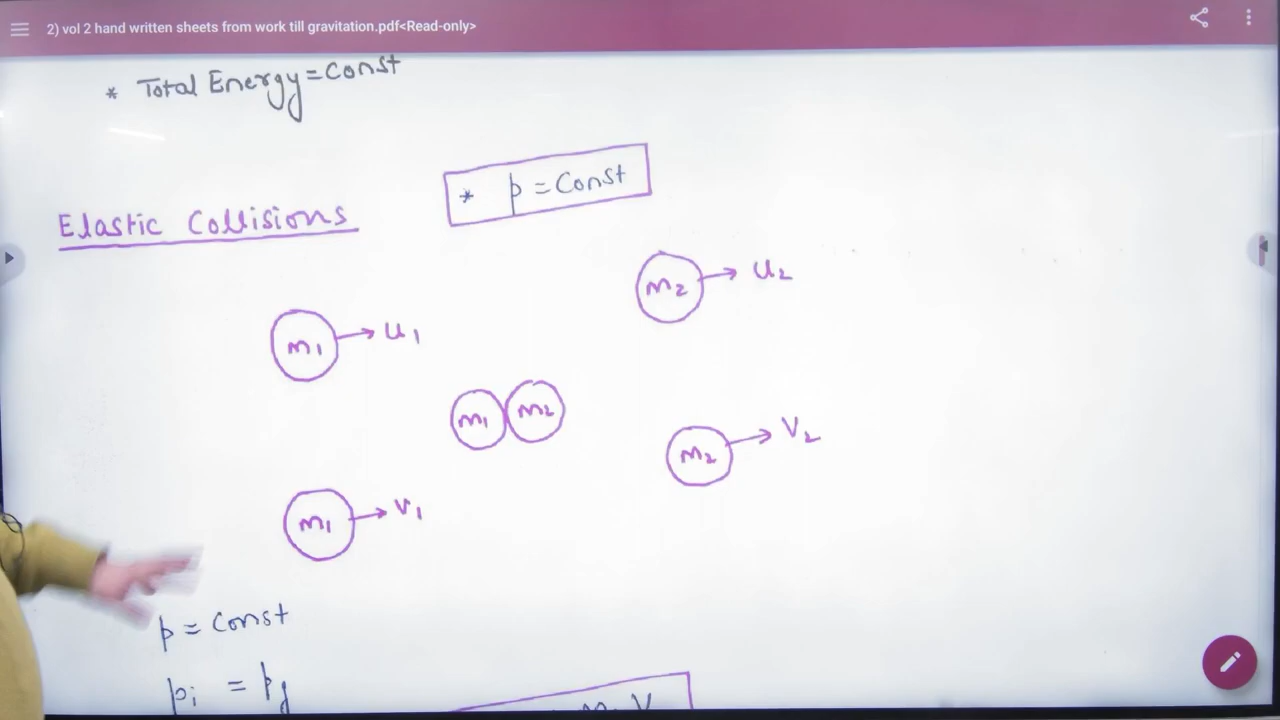 2) vol 2 hand written sheets from work till gravitation.pdf<Read-only>
* Total Energy = Const
* p = Const
Elastic Collisions
m₂ → u₂
m₁ → u₁
m₁ m₂
m₂ → v₂
m₁ → v₁
p = Const
pᵢ = p_f